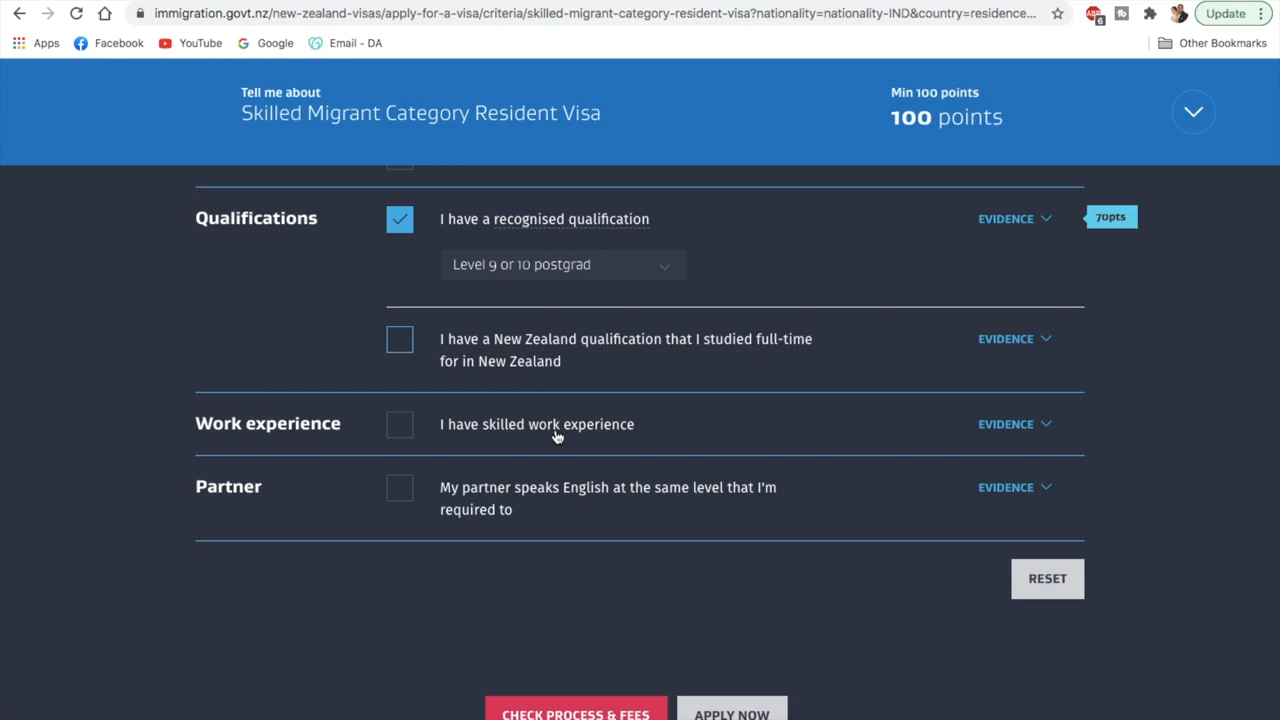 immigration.govt.nz/new-zealand-visas/apply-for-a-visa/criteria/skilled-migrant-category-resident-visa?nationality=nationality-IND&country=residence...
ABP
6
tb
Update
Apps
Facebook
YouTube
Google
Email - DA
Other Bookmarks
Tell me about
Skilled Migrant Category Resident Visa
Min 100 points
100 points
Qualifications
I have a recognised qualification
EVIDENCE
70pts
Level 9 or 10 postgrad
I have a New Zealand qualification that I studied full-time
for in New Zealand
EVIDENCE
Work experience
I have skilled work experience
EVIDENCE
Partner
My partner speaks English at the same level that I'm
required to
EVIDENCE
RESET
CHECK PROCESS & FEES
APPLY NOW